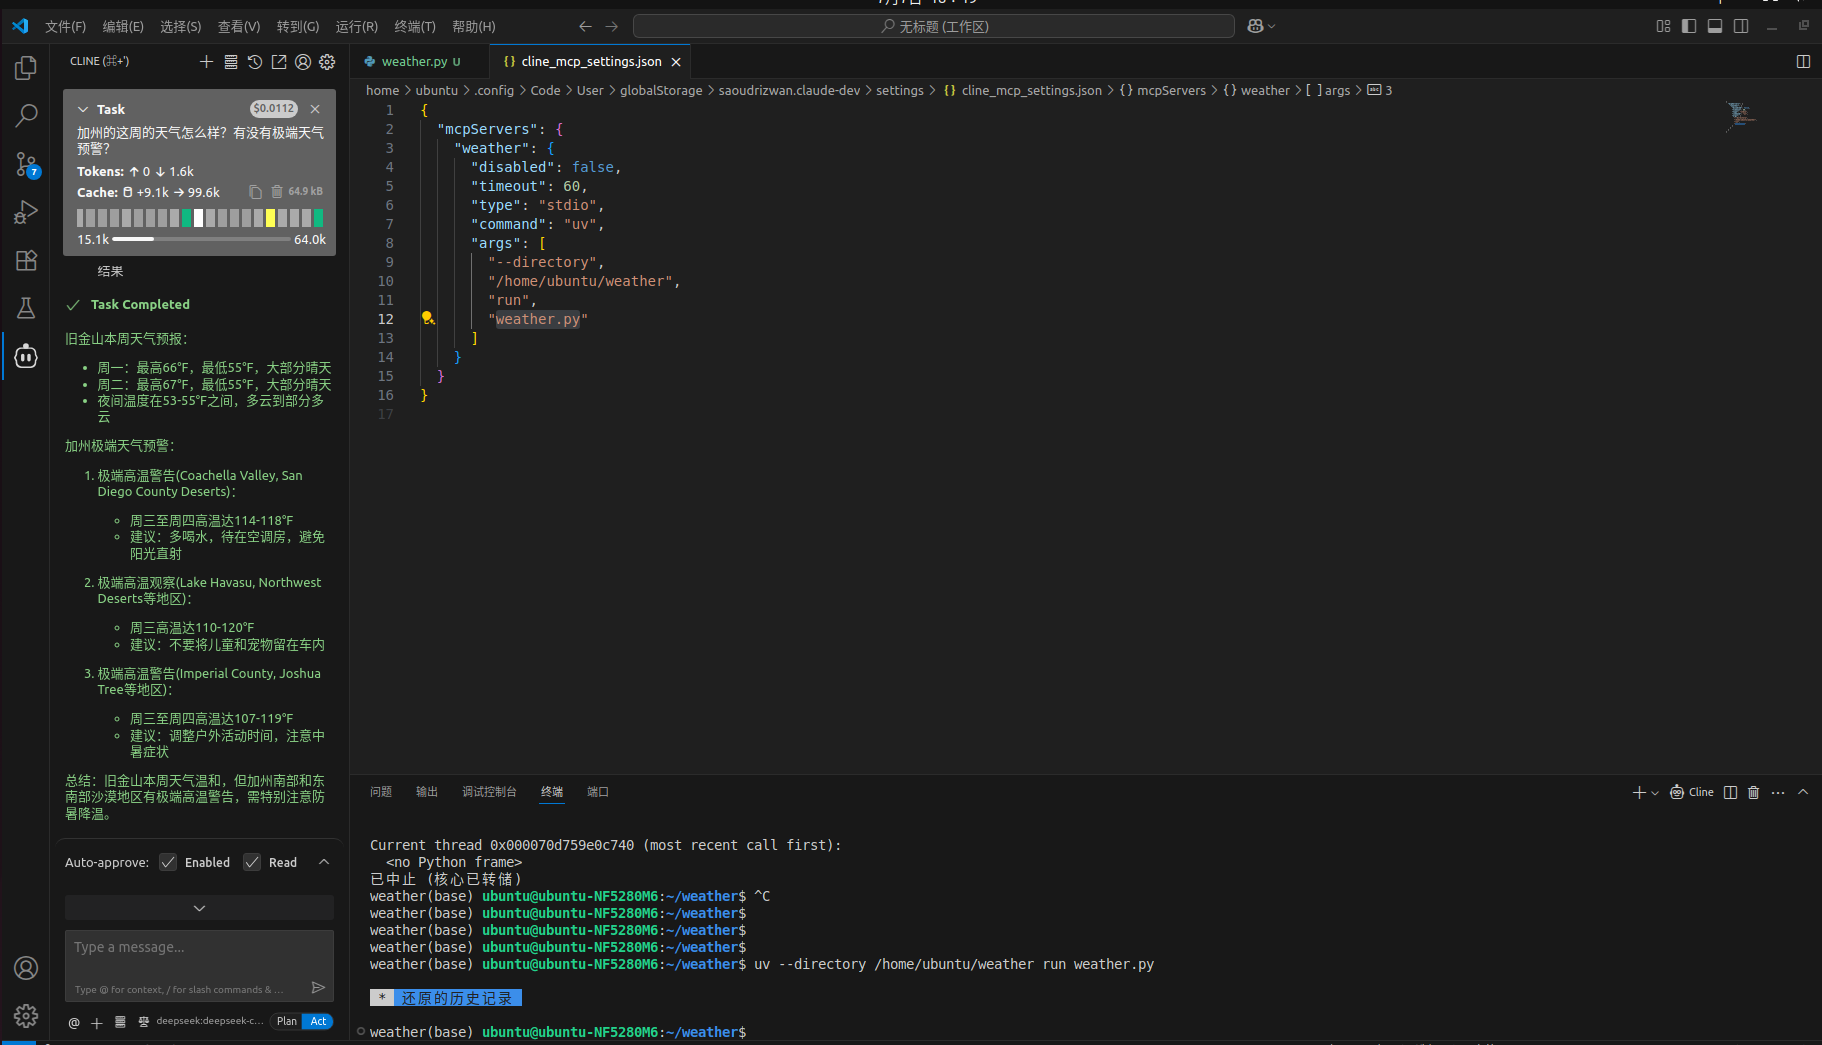 文件(F) 编辑(E) 选择(S) 查看(V) 转到(G) 运行(R) 终端(T) 帮助(H) 无标题 (工作区)
CLINE (⌘+')
weather.py U
{} cline_mcp_settings.json
home > ubuntu > .config > Code > User > globalStorage > saoudrizwan.claude-dev > settings > {} cline_mcp_settings.json > {} mcpServers > {} weather > [ ] args > 3
7
Task $0.0112
加州的这周的天气怎么样？有没有极端天气
预警?
Tokens: ↑ 0 ↓ 1.6k
Cache: +9.1k → 99.6k 64.9 kB
15.1k 64.0k
结果
Task Completed
旧金山本周天气预报：
• 周一：最高66°F，最低55°F，大部分晴天
• 周二：最高67°F，最低55°F，大部分晴天
• 夜间温度在53-55°F之间，多云到部分多
云
加州极端天气预警：
1. 极端高温警告(Coachella Valley, San
Diego County Deserts)：
◦ 周三至周四高温达114-118°F
◦ 建议：多喝水，待在空调房，避免
阳光直射
2. 极端高温观察(Lake Havasu, Northwest
Deserts等地区)：
◦ 周三高温达110-120°F
◦ 建议：不要将儿童和宠物留在车内
3. 极端高温警告(Imperial County, Joshua
Tree等地区)：
◦ 周三至周四高温达107-119°F
◦ 建议：调整户外活动时间，注意中
暑症状
总结：旧金山本周天气温和，但加州南部和东
南部沙漠地区有极端高温警告，需特别注意防
暑降温。
Auto-approve: Enabled Read
Type a message...
Type @ for context, / for slash commands & ...
@ deepseek:deepseek-c... Plan Act
1 {
2 "mcpServers": {
3 "weather": {
4 "disabled": false,
5 "timeout": 60,
6 "type": "stdio",
7 "command": "uv",
8 "args": [
9 "--directory",
10 "/home/ubuntu/weather",
11 "run",
12 "weather.py"
13 ]
14 }
15 }
16 }
17
问题 输出 调试控制台 终端 端口
Cline
Current thread 0x000070d759e0c740 (most recent call first):
<no Python frame>
已中止 (核心已转储)
weather(base) ubuntu@ubuntu-NF5280M6:~/weather$ ^C
weather(base) ubuntu@ubuntu-NF5280M6:~/weather$
weather(base) ubuntu@ubuntu-NF5280M6:~/weather$
weather(base) ubuntu@ubuntu-NF5280M6:~/weather$
weather(base) ubuntu@ubuntu-NF5280M6:~/weather$ uv --directory /home/ubuntu/weather run weather.py
* 还原的历史记录
weather(base) ubuntu@ubuntu-NF5280M6:~/weather$